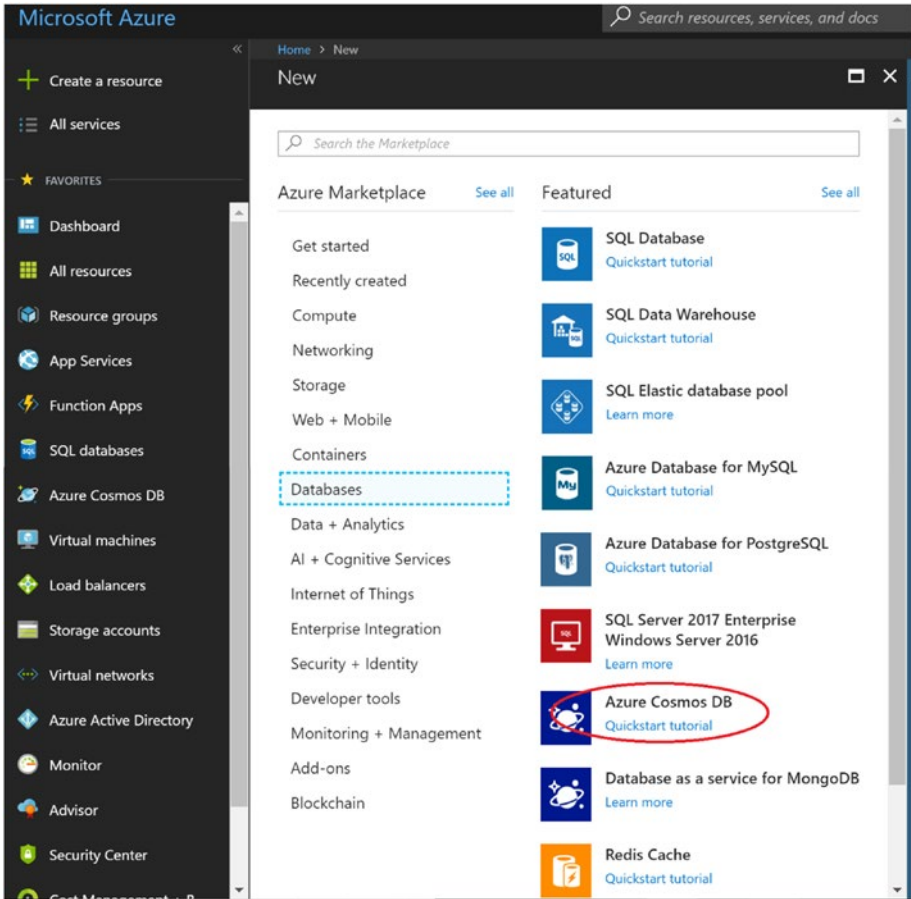 Microsoft Azure
Search resources, services, and docs
«
Create a resource
All services
FAVORITES
Dashboard
All resources
Resource groups
App Services
Function Apps
SQL databases
Azure Cosmos DB
Virtual machines
Load balancers
Storage accounts
Virtual networks
Azure Active Directory
Monitor
Advisor
Security Center
Home > New
New
Search the Marketplace
Azure Marketplace
See all
Get started
Recently created
Compute
Networking
Storage
Web + Mobile
Containers
Databases
Data + Analytics
AI + Cognitive Services
Internet of Things
Enterprise Integration
Security + Identity
Developer tools
Monitoring + Management
Add-ons
Blockchain
Featured
See all
SQL
SQL Database
Quickstart tutorial
SQL Data Warehouse
Quickstart tutorial
SQL Elastic database pool
Learn more
My
Azure Database for MySQL
Quickstart tutorial
Azure Database for PostgreSQL
Quickstart tutorial
SQL
SQL Server 2017 Enterprise
Windows Server 2016
Learn more
Azure Cosmos DB
Quickstart tutorial
Database as a service for MongoDB
Learn more
Redis Cache
Quickstart tutorial